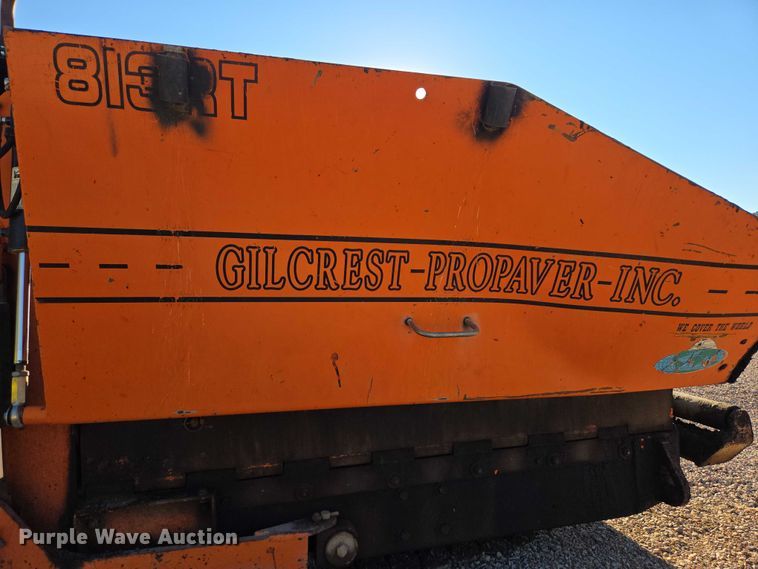 813RT
GILCREST-PROPAVER-INC.
WE COVER THE WORLD
Purple Wave Auction